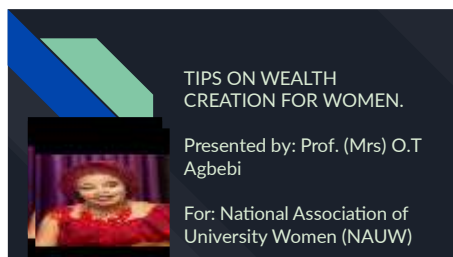 TIPS ON WEALTH
CREATION FOR WOMEN.
Presented by: Prof. (Mrs) O.T
Agbebi
For: National Association of
University Women (NAUW)